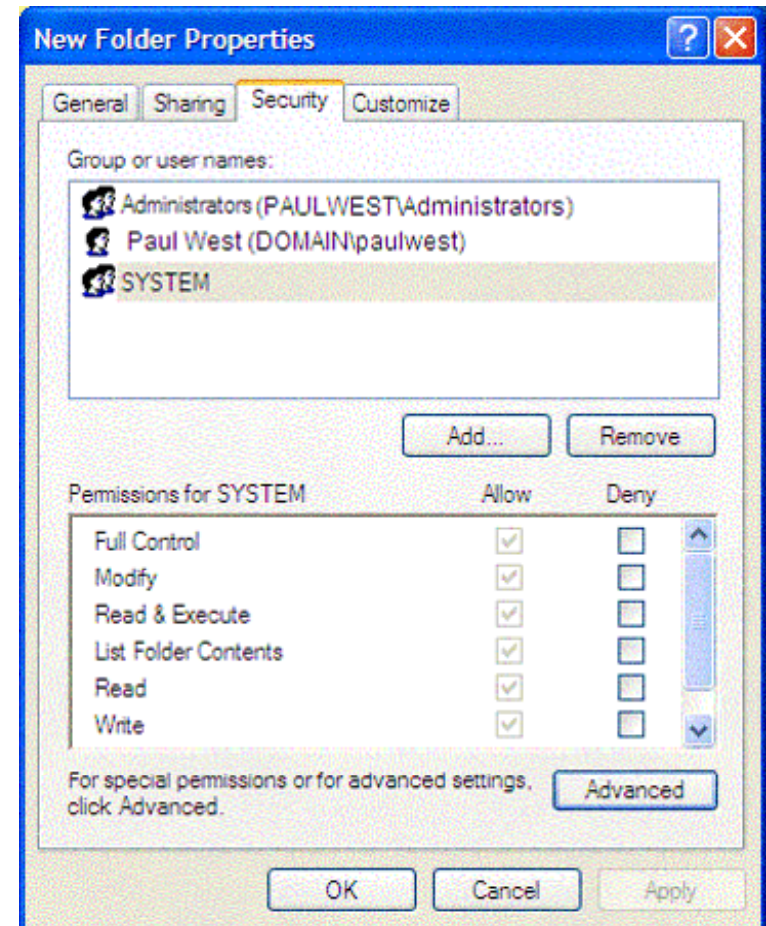 New Folder Properties
General Sharing Security Customize
Group or user names:
Administrators (PAULWEST\Administrators)
Paul West (DOMAIN\paulwest)
SYSTEM
Add... Remove
Permissions for SYSTEM Allow Deny
Full Control
Modify
Read & Execute
List Folder Contents
Read
Write
For special permissions or for advanced settings,
click Advanced.
Advanced
OK Cancel Apply